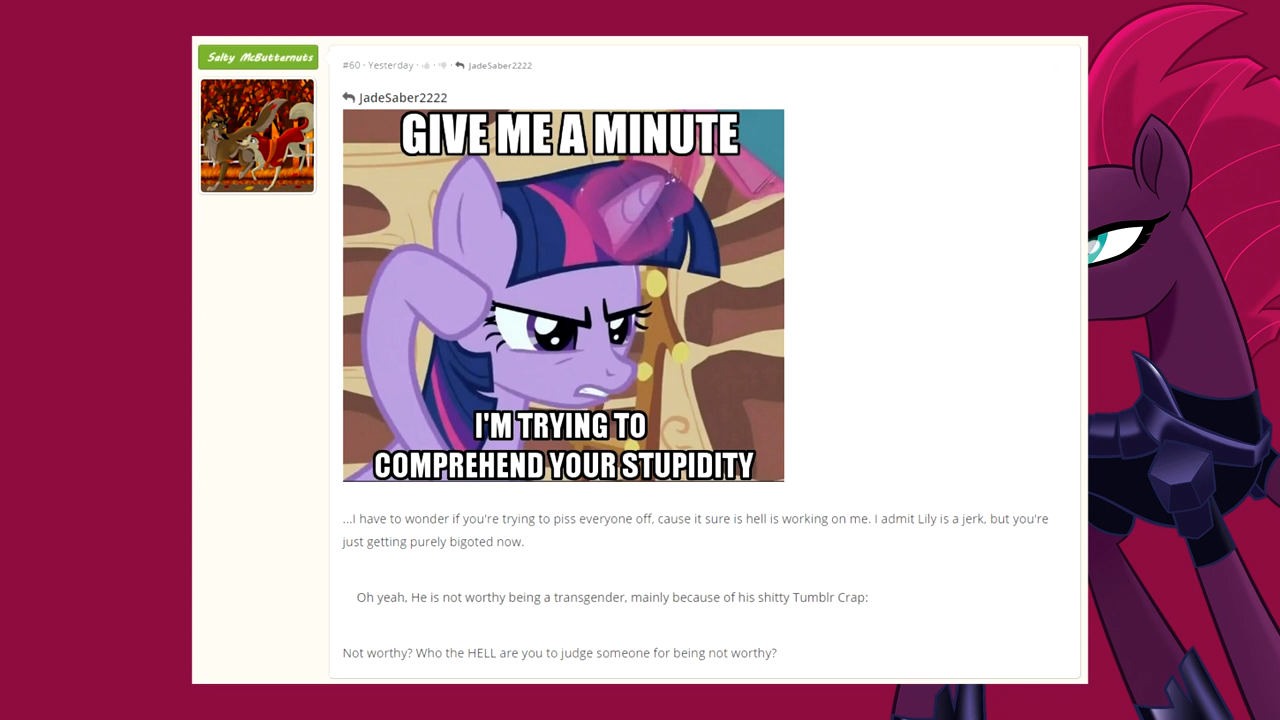 Salty McButternuts
#60 · Yesterday · · · JadeSaber2222
JadeSaber2222
GIVE ME A MINUTE
I'M TRYING TO
COMPREHEND YOUR STUPIDITY
...I have to wonder if you're trying to piss everyone off, cause it sure is hell is working on me. I admit Lily is a jerk, but you're
just getting purely bigoted now.
Oh yeah, He is not worthy being a transgender, mainly because of his shitty Tumblr Crap:
Not worthy? Who the HELL are you to judge someone for being not worthy?